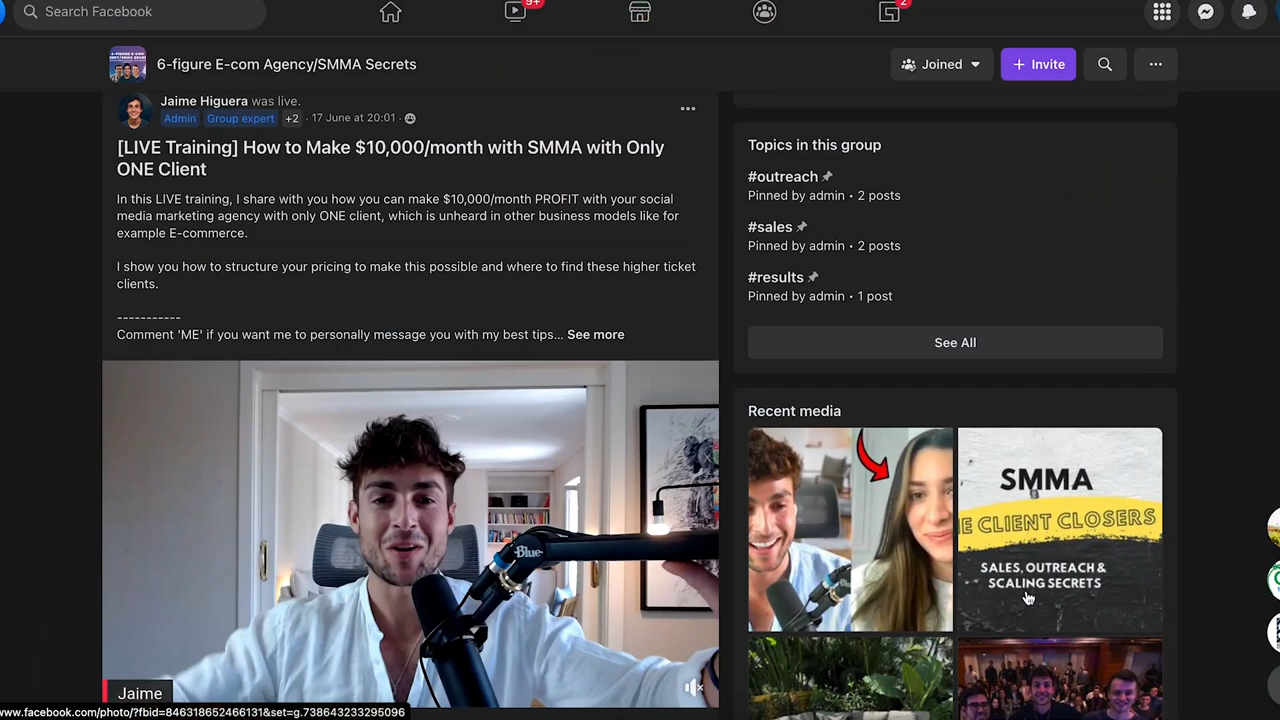 Search Facebook
9+
2
6-figure E-com Agency/SMMA Secrets
Joined
+ Invite
Jaime Higuera was live.
Admin
Group expert
+2
· 17 June at 20:01 ·
[LIVE Training] How to Make $10,000/month with SMMA with Only
ONE Client
In this LIVE training, I share with you how you can make $10,000/month PROFIT with your social
media marketing agency with only ONE client, which is unheard in other business models like for
example E-commerce.
I show you how to structure your pricing to make this possible and where to find these higher ticket
clients.
-----------
Comment 'ME' if you want me to personally message you with my best tips... See more
Blue
Jaime
www.facebook.com/photo/?fbid=846318652466131&set=g.738643233295096
Topics in this group
#outreach
Pinned by admin • 2 posts
#sales
Pinned by admin • 2 posts
#results
Pinned by admin • 1 post
See All
Recent media
SMMA
E CLIENT CLOSERS
SALES, OUTREACH &
SCALING SECRETS